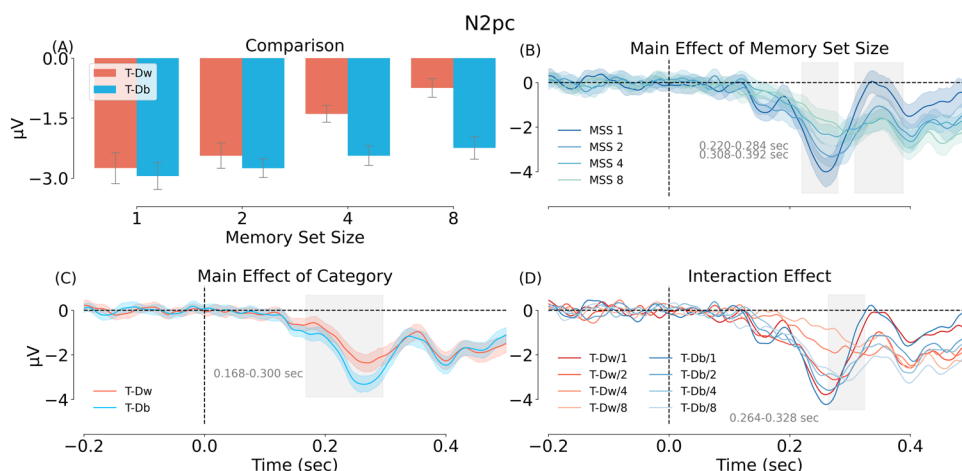 N2pc
(A)
Comparison
0.0
−1.5
−3.0
μV
T-Dw
T-Db
1
2
4
8
Memory Set Size
(B)
Main Effect of Memory Set Size
0
−2
−4
MSS 1
MSS 2
MSS 4
MSS 8
0.220-0.284 sec
0.308-0.392 sec
(C)
Main Effect of Category
0
−2
−4
μV
0.168-0.300 sec
T-Dw
T-Db
−0.2
0.0
0.2
0.4
Time (sec)
(D)
Interaction Effect
0
−2
−4
T-Dw/1
T-Dw/2
T-Dw/4
T-Dw/8
T-Db/1
T-Db/2
T-Db/4
T-Db/8
0.264-0.328 sec
−0.2
0.0
0.2
0.4
Time (sec)